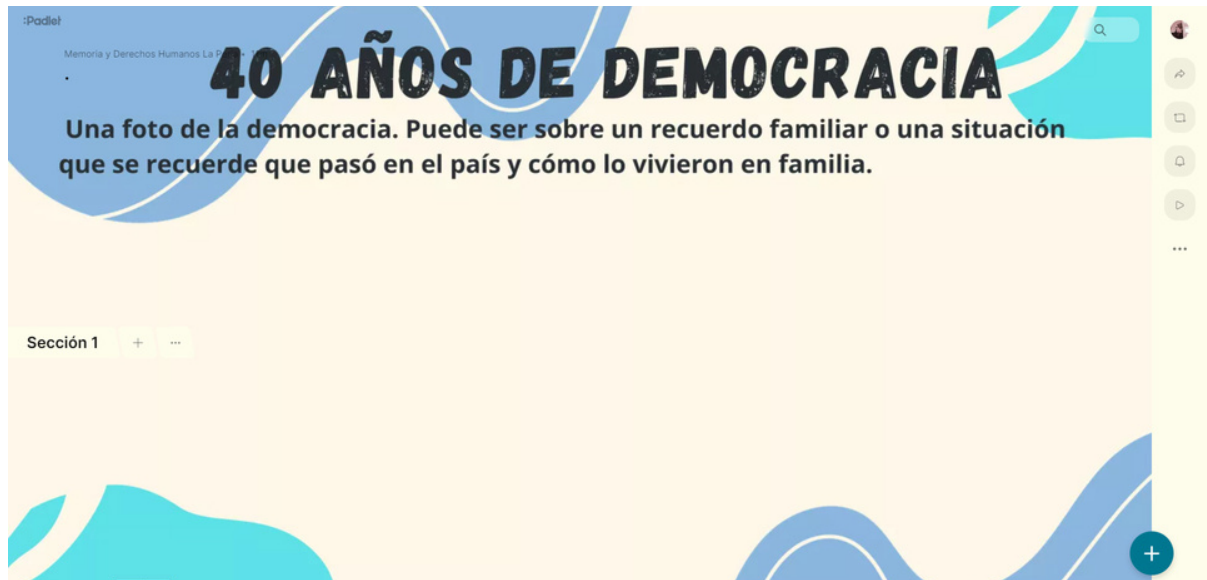 :Padlet
Memoria y Derechos Humanos La
.
40 AÑOS DE DEMOCRACIA
Una foto de la democracia. Puede ser sobre un recuerdo familiar o una situación
que se recuerde que pasó en el país y cómo lo vivieron en familia.
Sección 1